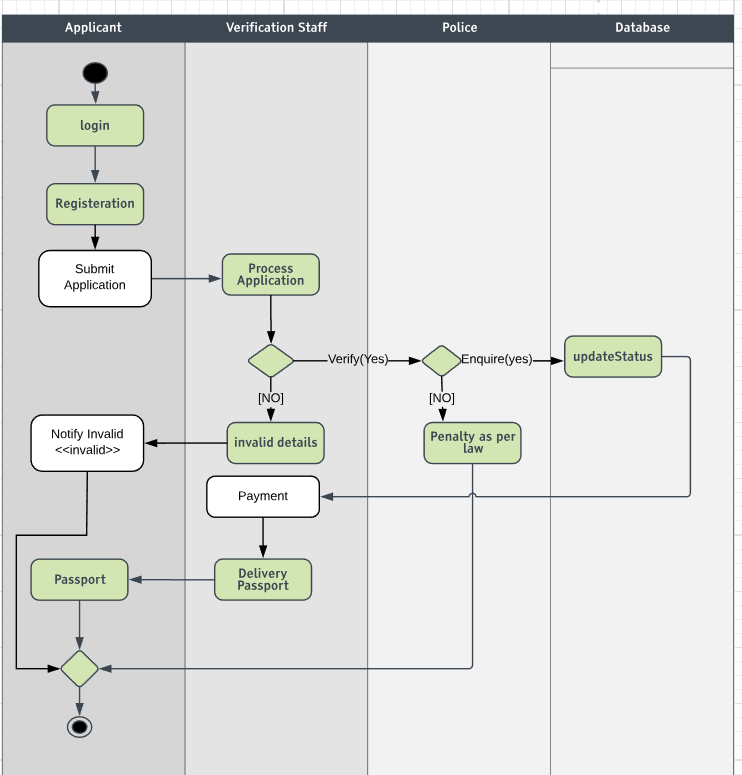 Applicant
Verification Staff
Police
Database
login
Registeration
Submit
Application
Process
Application
Verify(Yes)
Enquire(yes)
updateStatus
[NO]
[NO]
Notify Invalid
<<invalid>>
invalid details
Penalty as per
law
Payment
Passport
Delivery
Passport